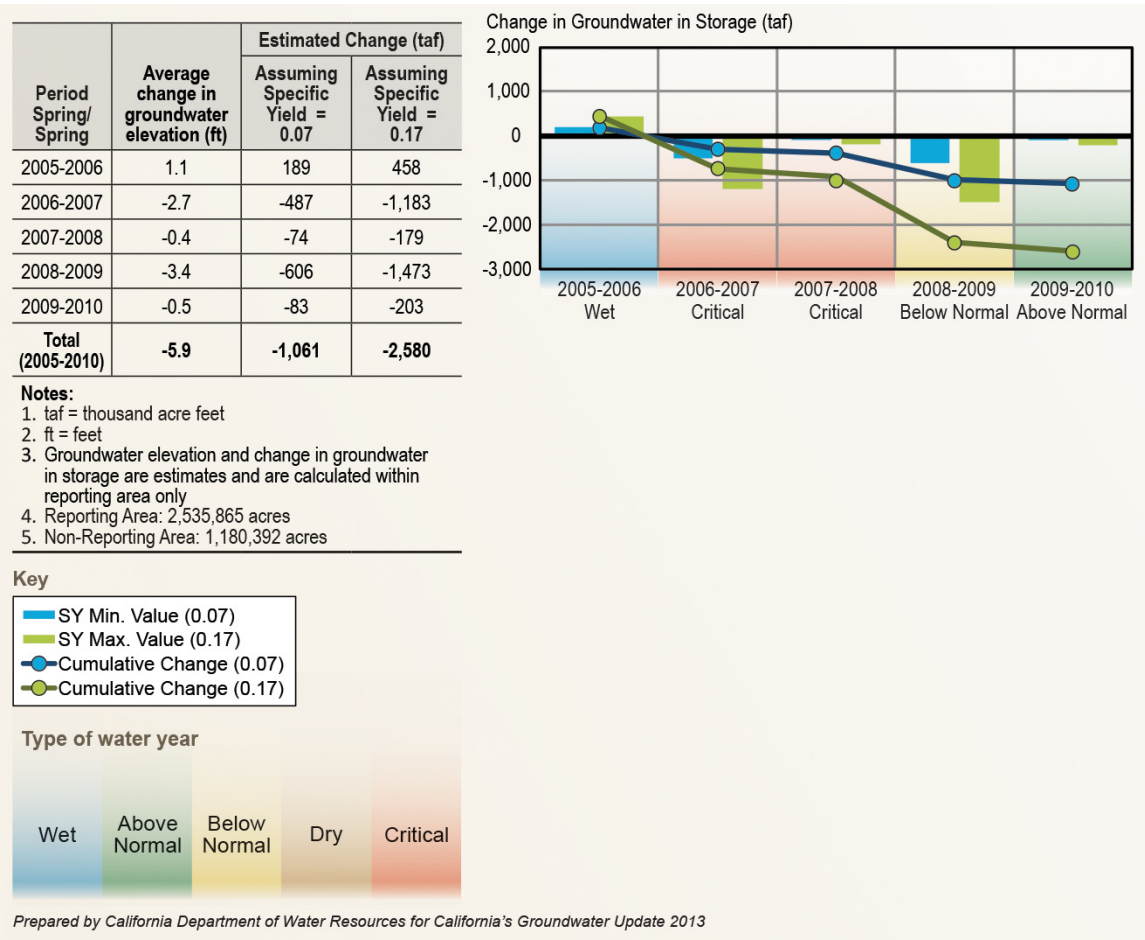 Period Spring/ Spring
Average change in groundwater elevation (ft)
Estimated Change (taf)
Assuming Specific Yield = 0.07
Assuming Specific Yield = 0.17
2005-2006 1.1 189 458
2006-2007 -2.7 -487 -1,183
2007-2008 -0.4 -74 -179
2008-2009 -3.4 -606 -1,473
2009-2010 -0.5 -83 -203
Total (2005-2010) -5.9 -1,061 -2,580
Notes:
1. taf = thousand acre feet
2. ft = feet
3. Groundwater elevation and change in groundwater
in storage are estimates and are calculated within
reporting area only
4. Reporting Area: 2,535,865 acres
5. Non-Reporting Area: 1,180,392 acres
Change in Groundwater in Storage (taf)
2,000
1,000
0
-1,000
-2,000
-3,000
2005-2006 2006-2007 2007-2008 2008-2009 2009-2010
Wet Critical Critical Below Normal Above Normal
Key
SY Min. Value (0.07)
SY Max. Value (0.17)
Cumulative Change (0.07)
Cumulative Change (0.17)
Type of water year
Wet
Above Normal
Below Normal
Dry
Critical
Prepared by California Department of Water Resources for California's Groundwater Update 2013